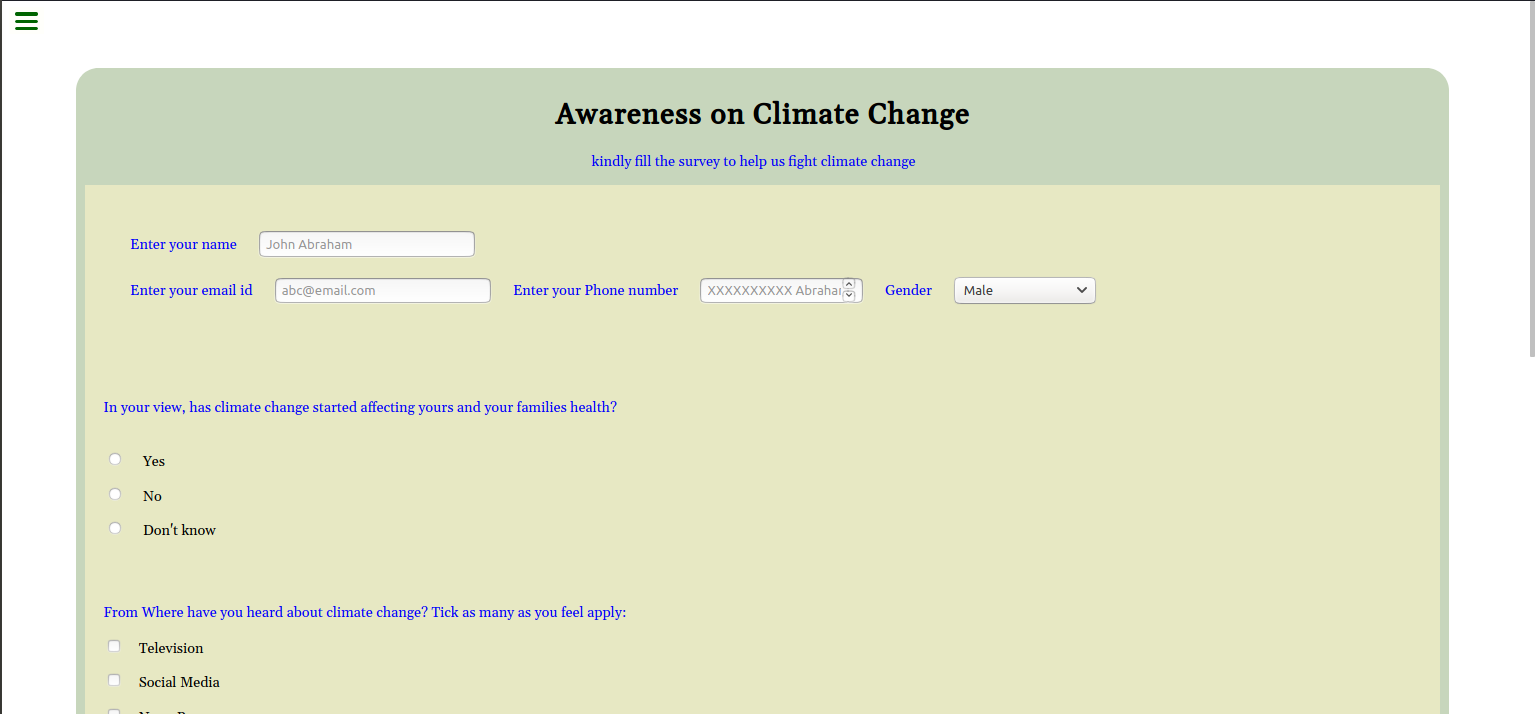 Awareness on Climate Change
kindly fill the survey to help us fight climate change
Enter your name John Abraham
Enter your email id abc@email.com Enter your Phone number XXXXXXXXXX Gender Male
In your view, has climate change started affecting yours and your families health?
Yes
No
Don't know
From Where have you heard about climate change? Tick as many as you feel apply:
Television
Social Media